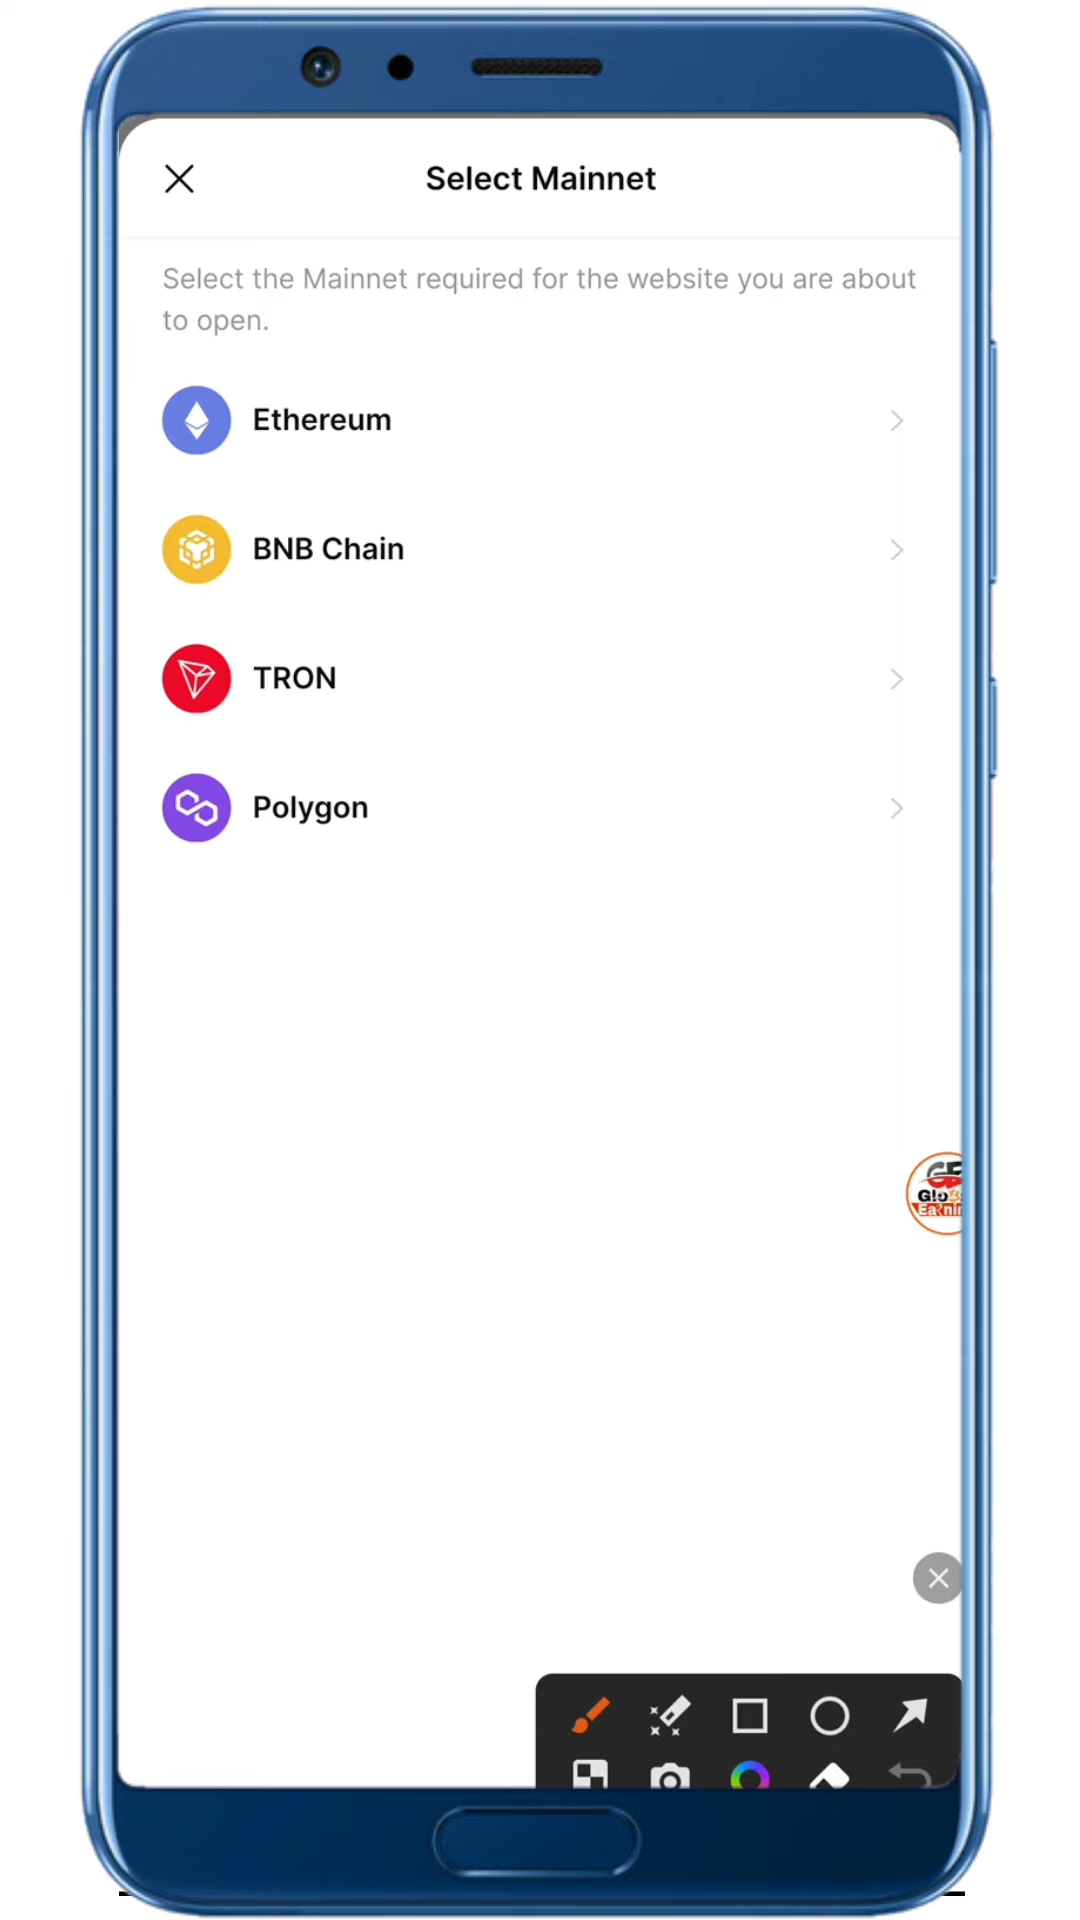 Select Mainnet
Select the Mainnet required for the website you are about
to open.
Ethereum
BNB Chain
TRON
Polygon